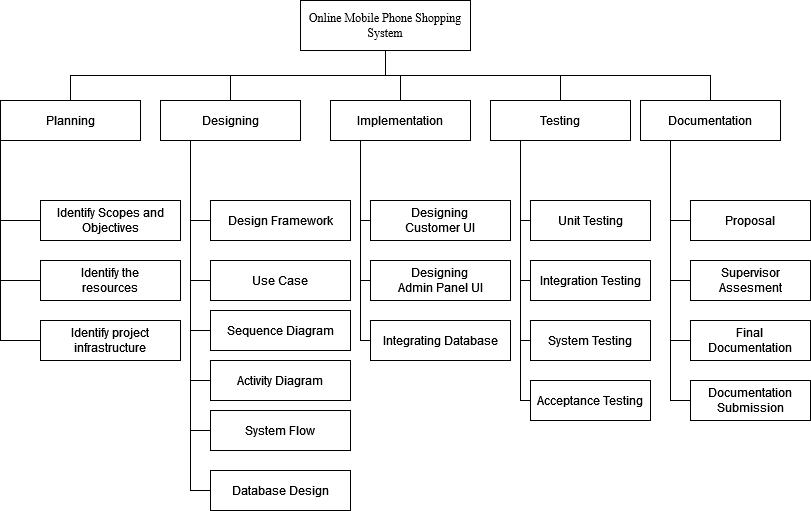 Online Mobile Phone Shopping
System
Planning
Designing
Implementation
Testing
Documentation
Identify Scopes and
Objectives
Identify the
resources
Identify project
infrastructure
Design Framework
Use Case
Sequence Diagram
Activity Diagram
System Flow
Database Design
Designing
Customer UI
Designing
Admin Panel UI
Integrating Database
Unit Testing
Integration Testing
System Testing
Acceptance Testing
Proposal
Supervisor
Assesment
Final
Documentation
Documentation
Submission